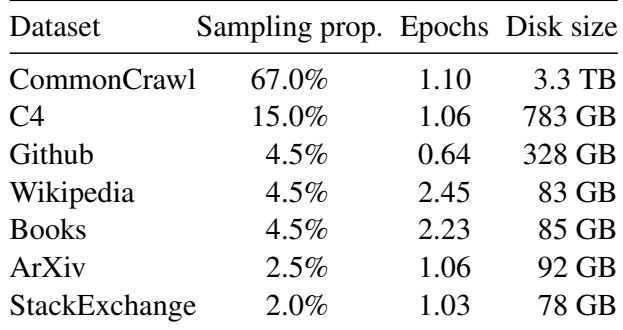 Dataset Sampling prop. Epochs Disk size
CommonCrawl 67.0% 1.10 3.3 TB
C4 15.0% 1.06 783 GB
Github 4.5% 0.64 328 GB
Wikipedia 4.5% 2.45 83 GB
Books 4.5% 2.23 85 GB
ArXiv 2.5% 1.06 92 GB
StackExchange 2.0% 1.03 78 GB